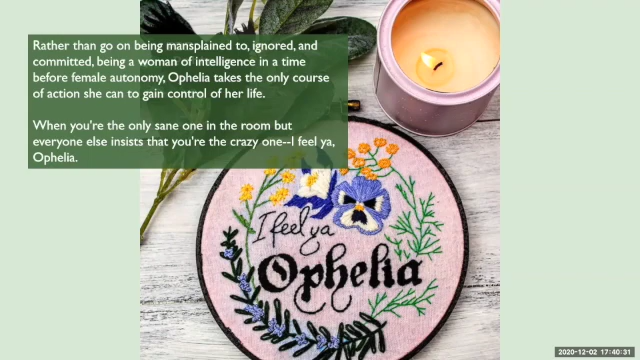 Rather than go on being mansplained to, ignored, and
committed, being a woman of intelligence in a time
before female autonomy, Ophelia takes the only course
of action she can to gain control of her life.
When you're the only sane one in the room but
everyone else insists that you're the crazy one--I feel ya,
Ophelia.
I feel ya
Ophelia
2020-12-02 17:40:31